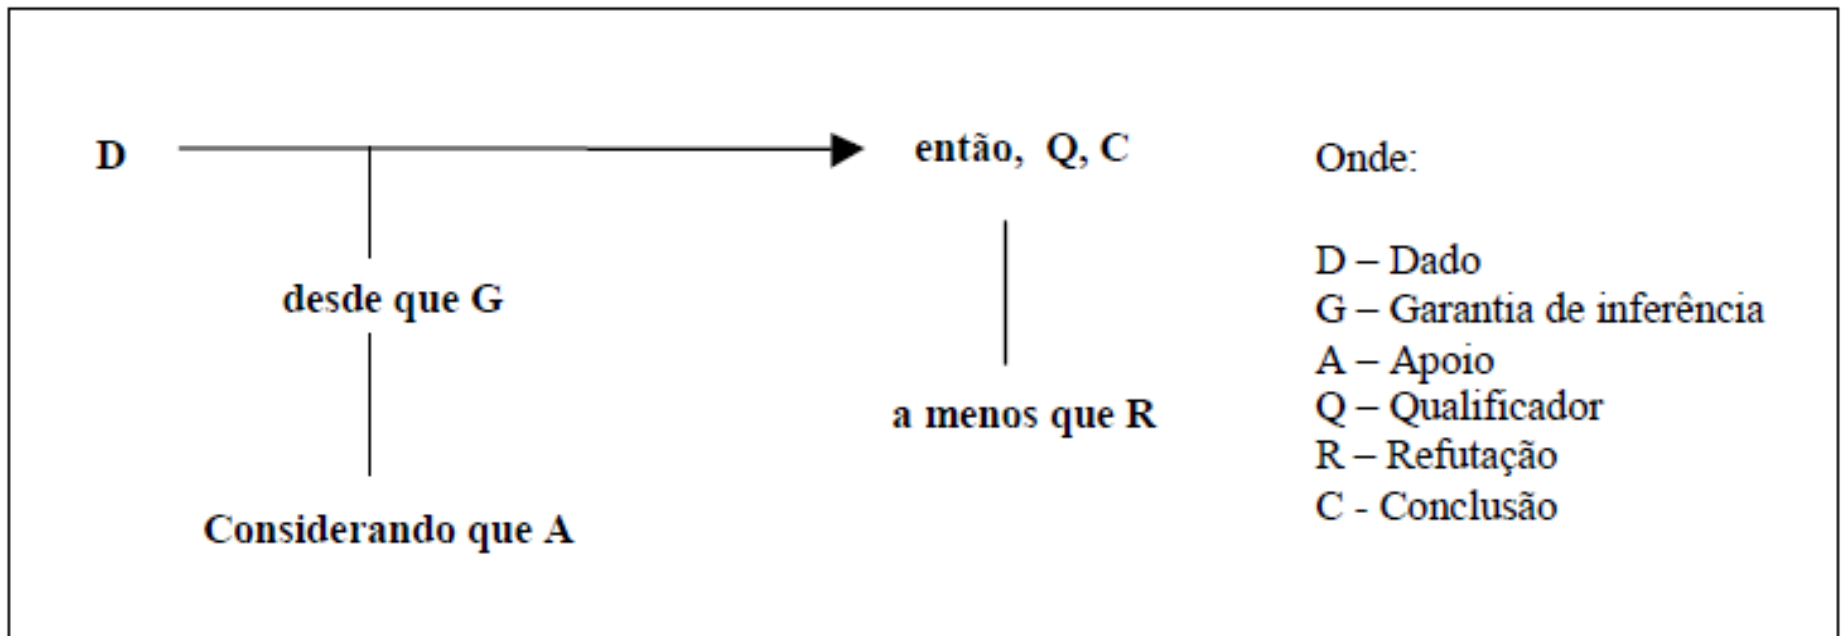 D
então, Q, C
desde que G
a menos que R
Considerando que A
Onde:
D – Dado
G – Garantia de inferência
A – Apoio
Q – Qualificador
R – Refutação
C - Conclusão